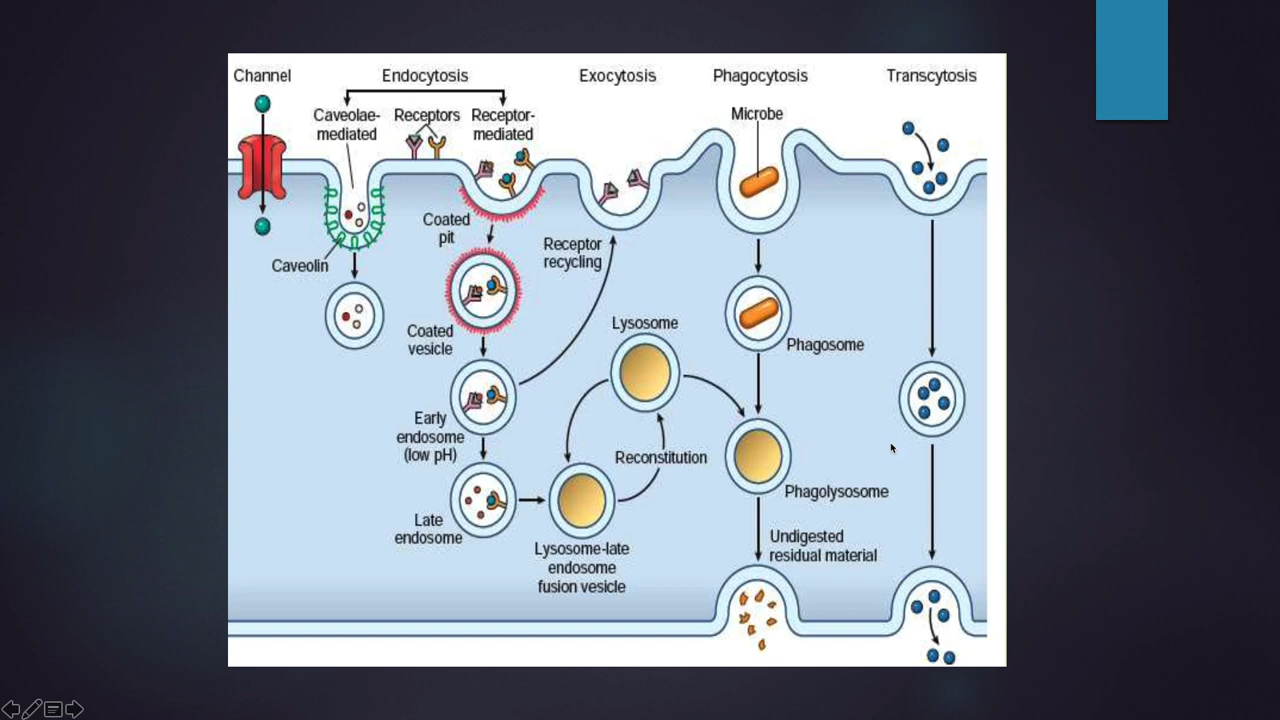 Channel
Endocytosis
Exocytosis
Phagocytosis
Transcytosis
Caveolae-
mediated
Receptors
Receptor-
mediated
Microbe
Coated
pit
Receptor
recycling
Caveolin
Coated
vesicle
Lysosome
Phagosome
Early
endosome
(low pH)
Reconstitution
Phagolysosome
Late
endosome
Lysosome-late
endosome
fusion vesicle
Undigested
residual material